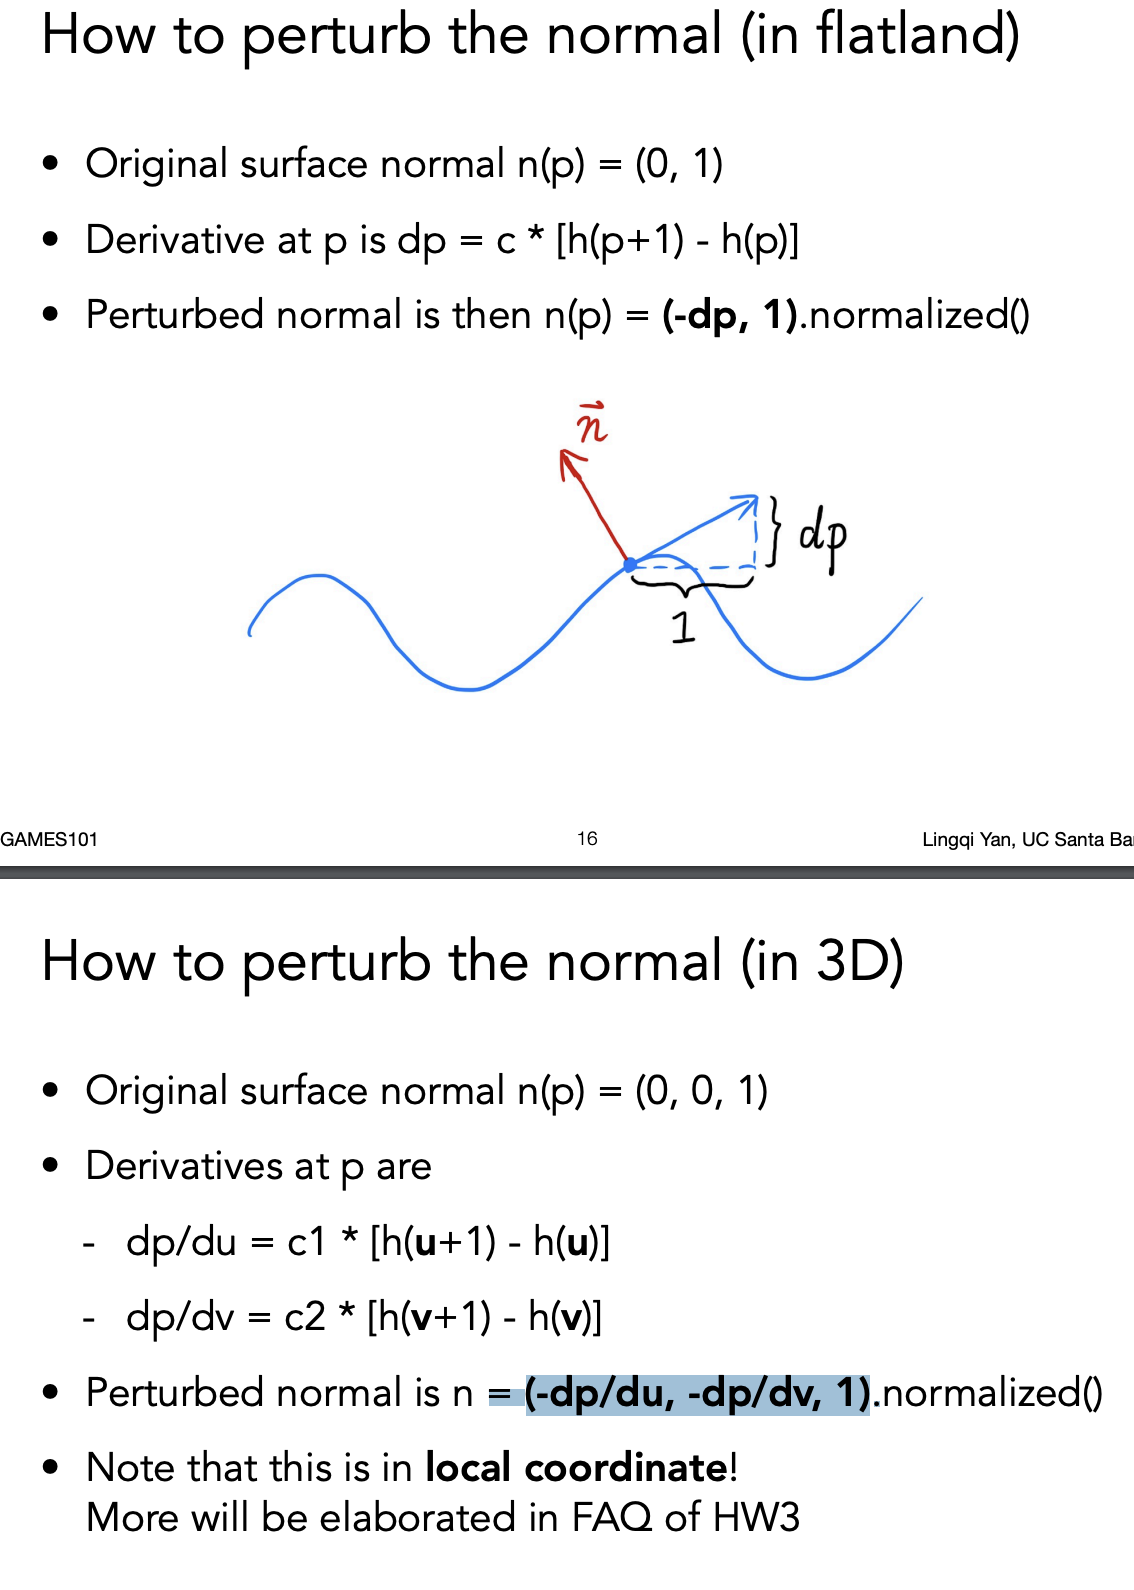 How to perturb the normal (in flatland)
• Original surface normal n(p) = (0, 1)
• Derivative at p is dp = c * [h(p+1) - h(p)]
• Perturbed normal is then n(p) = (-dp, 1).normalized()
n⃗
} dp
1
GAMES101
16
Lingqi Yan, UC Santa Ba
How to perturb the normal (in 3D)
• Original surface normal n(p) = (0, 0, 1)
• Derivatives at p are
- dp/du = c1 * [h(u+1) - h(u)]
- dp/dv = c2 * [h(v+1) - h(v)]
• Perturbed normal is n = (-dp/du, -dp/dv, 1).normalized()
• Note that this is in local coordinate!
More will be elaborated in FAQ of HW3